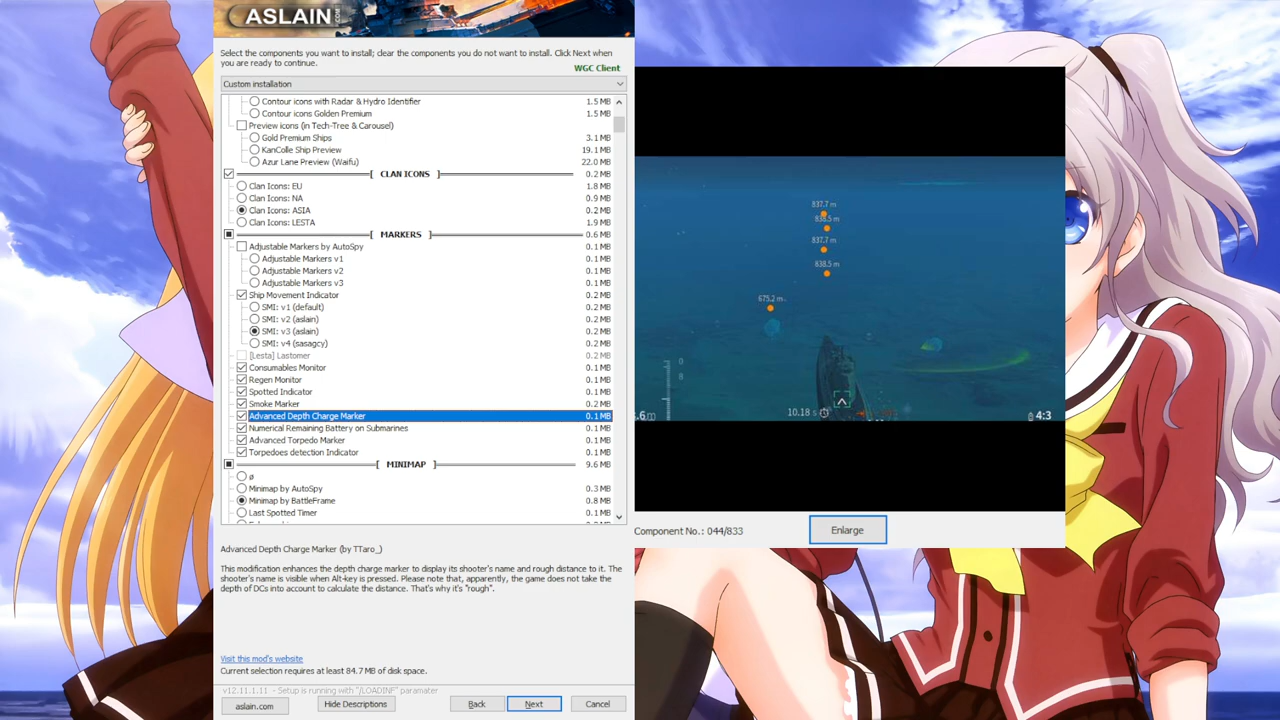 ASLAIN.COM
Select the components you want to install; clear the components you do not want to install. Click Next when
you are ready to continue.
WGC Client
Custom installation
Contour icons with Radar & Hydro Identifier 1.5 MB
Contour icons Golden Premium 1.5 MB
Preview icons (in Tech-Tree & Carousel)
Gold Premium Ships 3.1 MB
KanColle Ship Preview 19.1 MB
Azur Lane Preview (Waifu) 22.0 MB
[ CLAN ICONS ] 0.2 MB
Clan Icons: EU 1.8 MB
Clan Icons: NA 0.9 MB
Clan Icons: ASIA 0.2 MB
Clan Icons: LESTA 1.9 MB
[ MARKERS ] 0.6 MB
Adjustable Markers by AutoSpy 0.1 MB
Adjustable Markers v1 0.1 MB
Adjustable Markers v2 0.1 MB
Adjustable Markers v3 0.1 MB
Ship Movement Indicator 0.2 MB
SMI: v1 (default) 0.2 MB
SMI: v2 (aslain) 0.2 MB
SMI: v3 (aslain) 0.2 MB
SMI: v4 (sasagcy) 0.2 MB
[Lesta] Lastomer 0.2 MB
Consumables Monitor 0.1 MB
Regen Monitor 0.1 MB
Spotted Indicator 0.1 MB
Smoke Marker 0.2 MB
Advanced Depth Charge Marker 0.1 MB
Numerical Remaining Battery on Submarines 0.1 MB
Advanced Torpedo Marker 0.1 MB
Torpedoes detection Indicator 0.1 MB
[ MINIMAP ] 9.6 MB
ø
Minimap by AutoSpy 0.3 MB
Minimap by BattleFrame 0.8 MB
Last Spotted Timer 0.1 MB
Advanced Depth Charge Marker (by TTaro_)
This modification enhances the depth charge marker to display its shooter's name and rough distance to it. The
shooter's name is visible when Alt-key is pressed. Please note that, apparently, the game does not take the
depth of DCs into account to calculate the distance. That's why it's "rough".
Visit this mod's website
Current selection requires at least 84.7 MB of disk space.
v12.11.1.11 - Setup is running with "/LOADINF" paramater
aslain.com
Hide Descriptions
Back
Next
Cancel
837.7 m
838.5 m
837.7 m
838.5 m
675.2 m
0
8
10.18 s
4:3
Component No.: 044/833
Enlarge